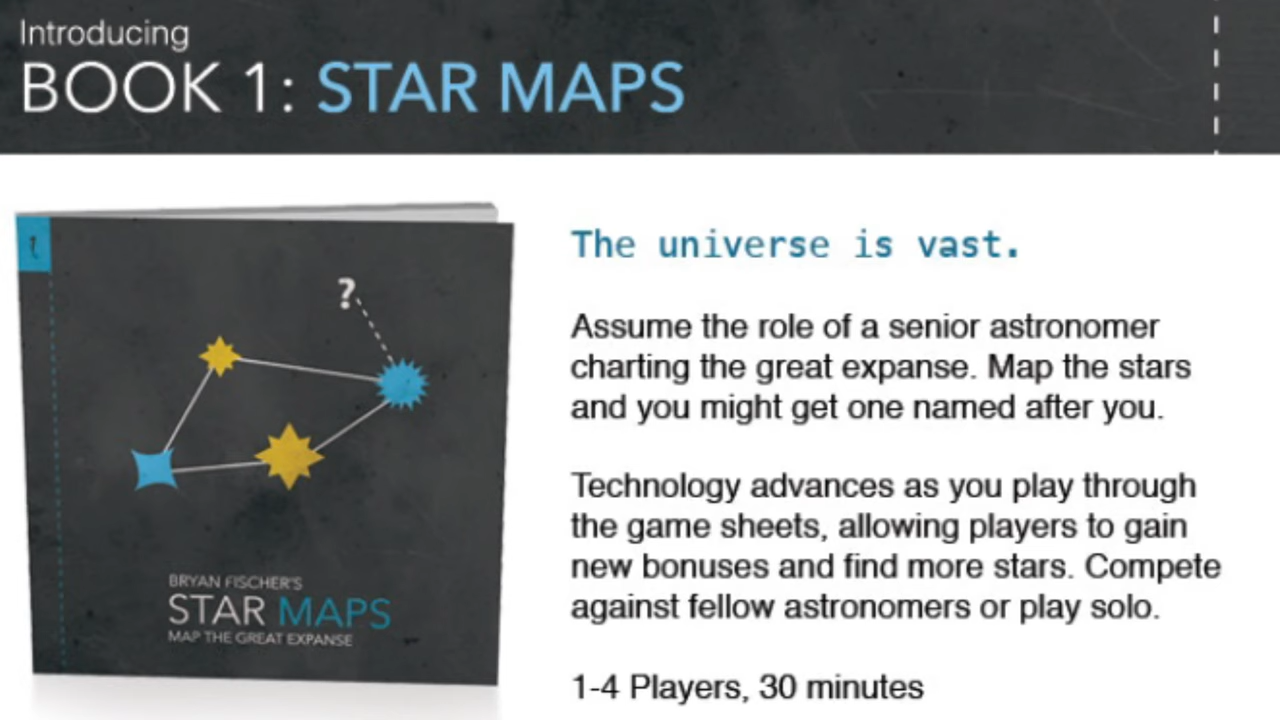 Introducing
BOOK 1: STAR MAPS
1
?
BRYAN FISCHER'S
STAR MAPS
MAP THE GREAT EXPANSE
The universe is vast.
Assume the role of a senior astronomer
charting the great expanse. Map the stars
and you might get one named after you.
Technology advances as you play through
the game sheets, allowing players to gain
new bonuses and find more stars. Compete
against fellow astronomers or play solo.
1-4 Players, 30 minutes